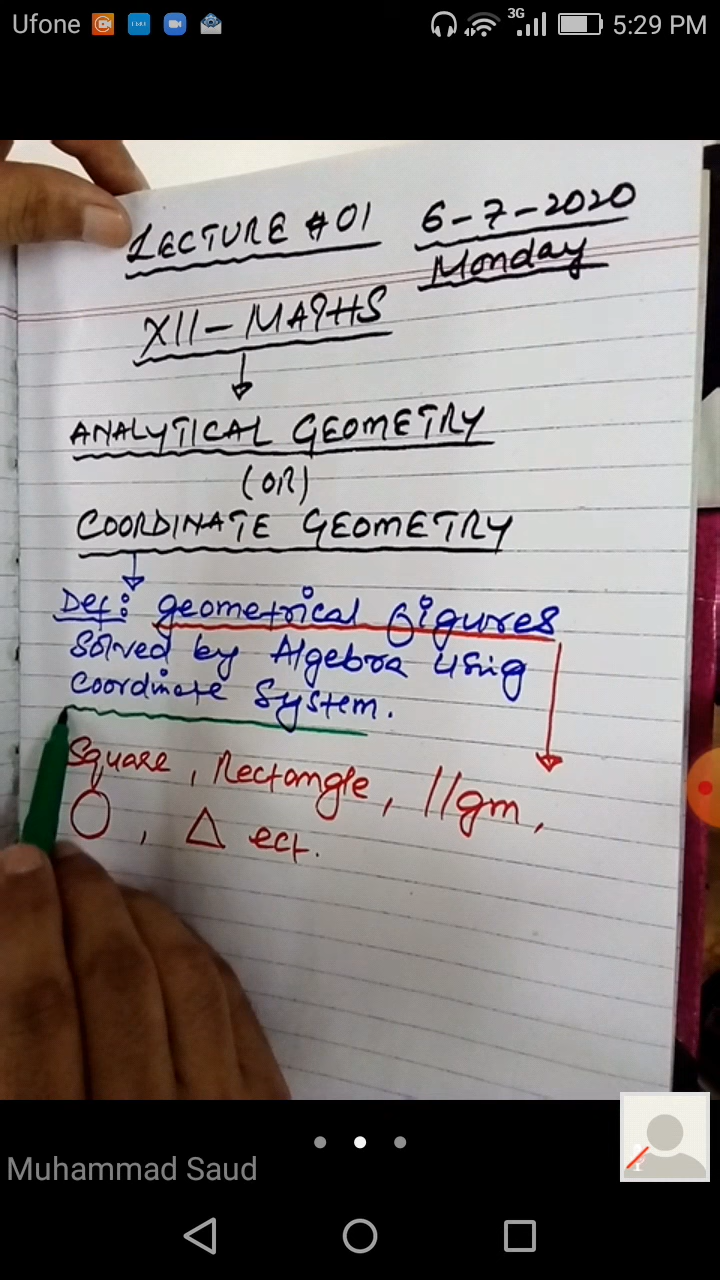 Ufone 3G 5:29 PM
LECTURE #01 6-7-2020
Monday
XII - MATHS
ANALYTICAL GEOMETRY
(OR)
COORDINATE GEOMETRY
Def: geometrical figures
Solved by Algebra using
Coordinate System.
Square, Rectangle, //gm,
ect.
Muhammad Saud